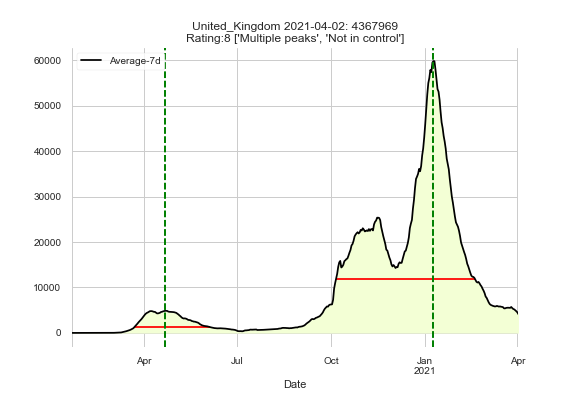 United_Kingdom 2021-04-02: 4367969
Rating:8 ['Multiple peaks', 'Not in control']
Average-7d
60000
50000
40000
30000
20000
10000
0
Apr
Jul
Oct
Jan
2021
Apr
Date